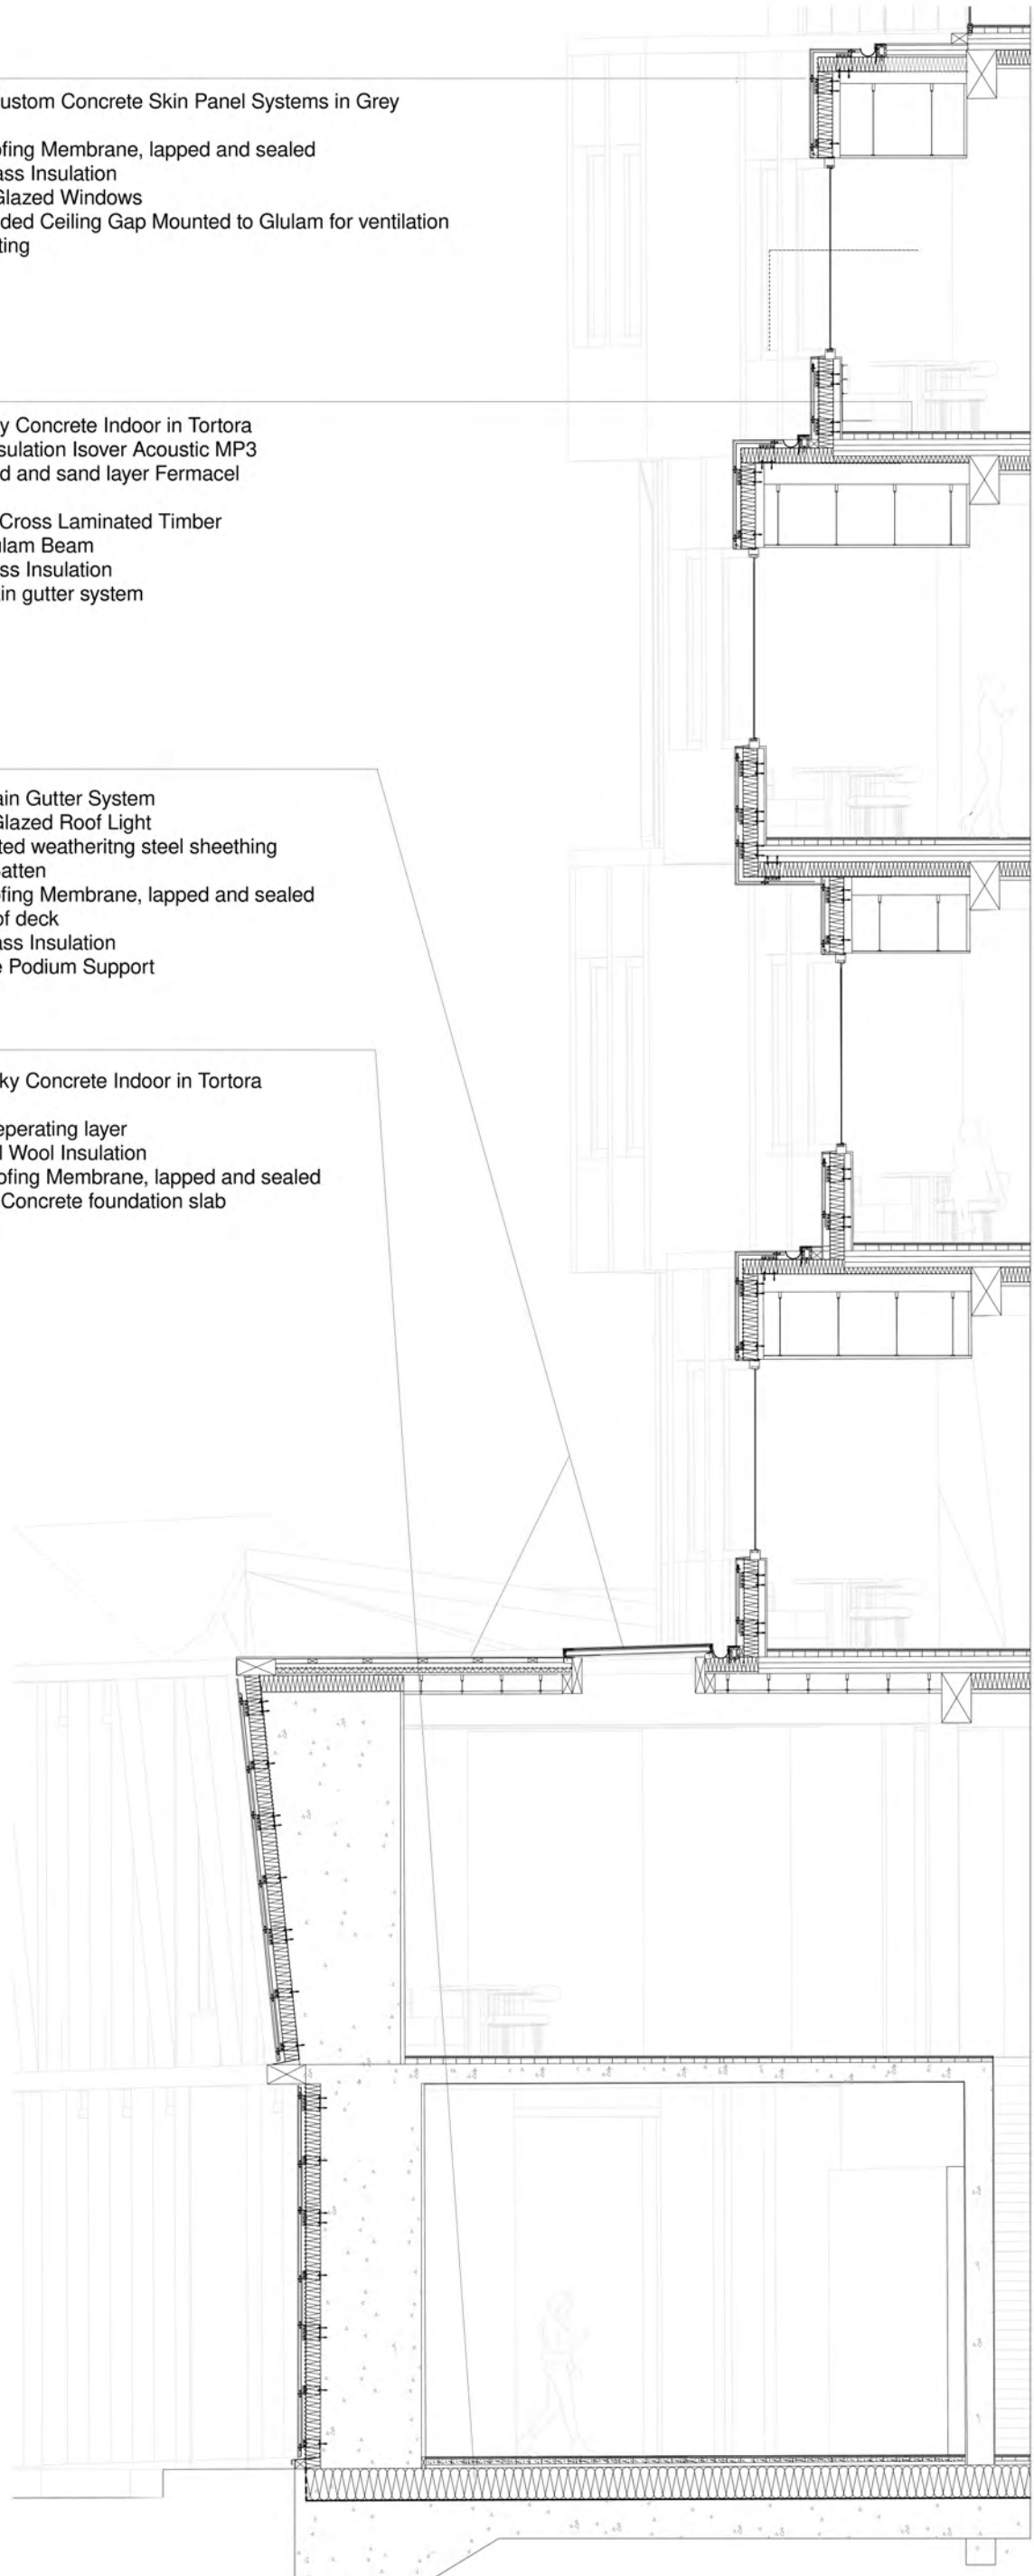 ustom Concrete Skin Panel Systems in Grey
ofing Membrane, lapped and sealed
ass Insulation
Glazed Windows
ded Ceiling Gap Mounted to Glulam for ventilation
ting
y Concrete Indoor in Tortora
sulation Isover Acoustic MP3
d and sand layer Fermacel
Cross Laminated Timber
ulam Beam
ss Insulation
in gutter system
ain Gutter System
Glazed Roof Light
ted weatheritng steel sheething
Batten
ofing Membrane, lapped and sealed
of deck
ass Insulation
e Podium Support
ky Concrete Indoor in Tortora
eperating layer
l Wool Insulation
ofing Membrane, lapped and sealed
Concrete foundation slab